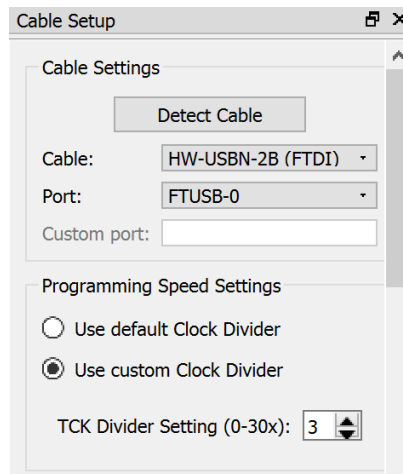 Cable Setup
Cable Settings
Detect Cable
Cable: HW-USBN-2B (FTDI)
Port: FTUSB-0
Custom port:
Programming Speed Settings
Use default Clock Divider
Use custom Clock Divider
TCK Divider Setting (0-30x): 3